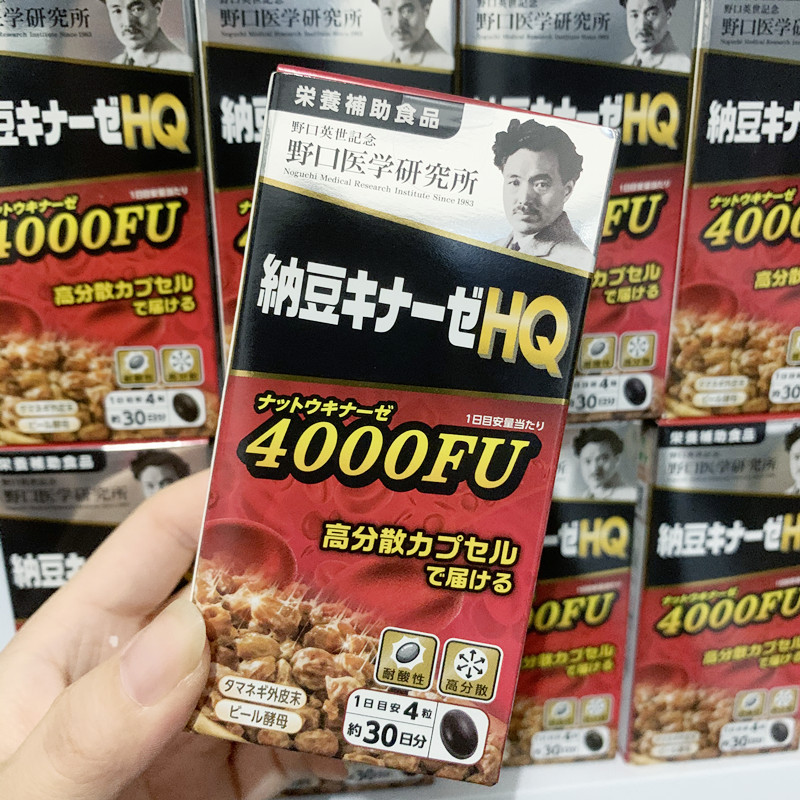 栄養補助食品
野口英世記念
野口医学研究所
Noguchi Medical Research Institute Since 1983
納豆キナーゼHQ
ナットウキナーゼ
1日目安量当たり
4000FU
高分散カプセル
で届ける
耐酸性
高分散
タマネギ外皮末
ビール酵母
1日目安4粒
約30日分